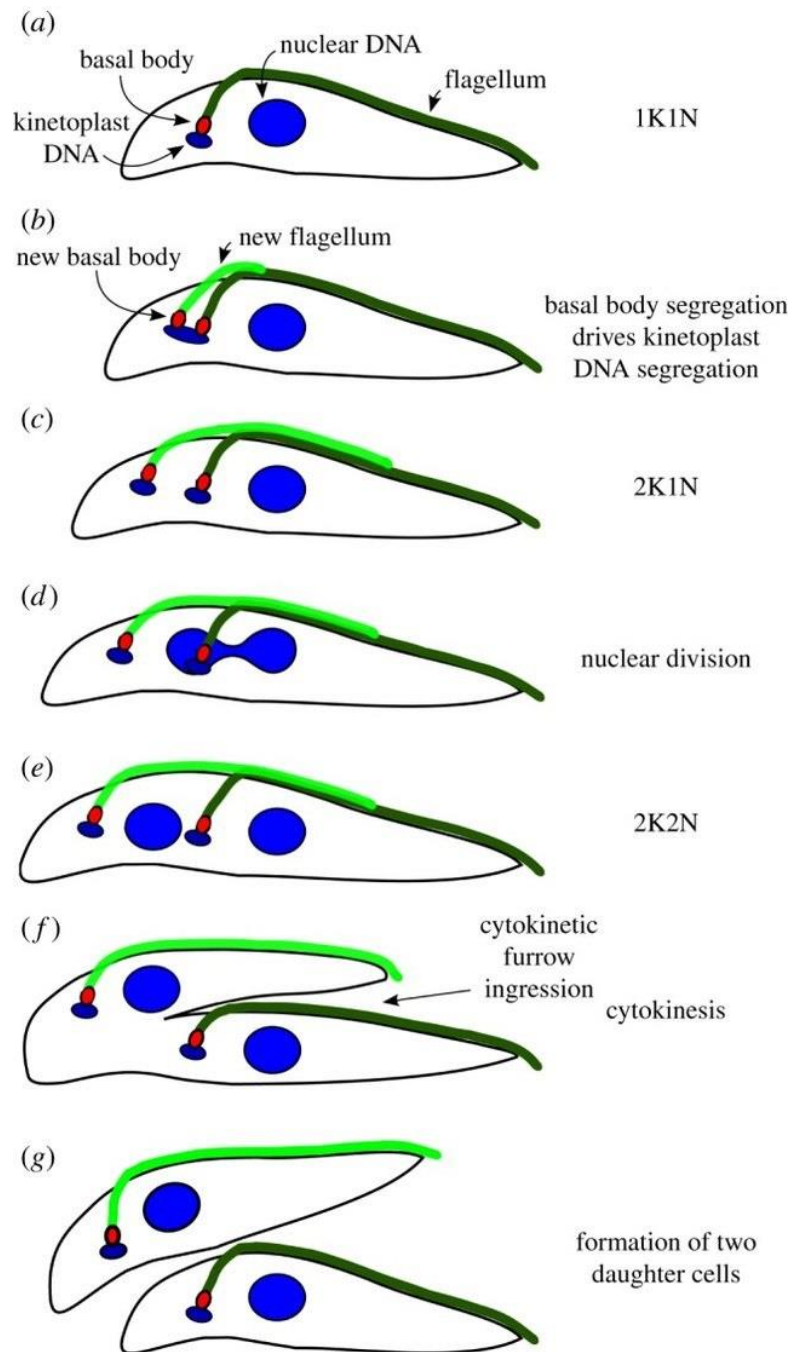 (a)
nuclear DNA
basal body
flagellum
kinetoplast
DNA
1K1N
(b)
new flagellum
new basal body
basal body segregation
drives kinetoplast
DNA segregation
(c)
2K1N
(d)
nuclear division
(e)
2K2N
(f)
cytokinetic
furrow
ingression
cytokinesis
(g)
formation of two
daughter cells